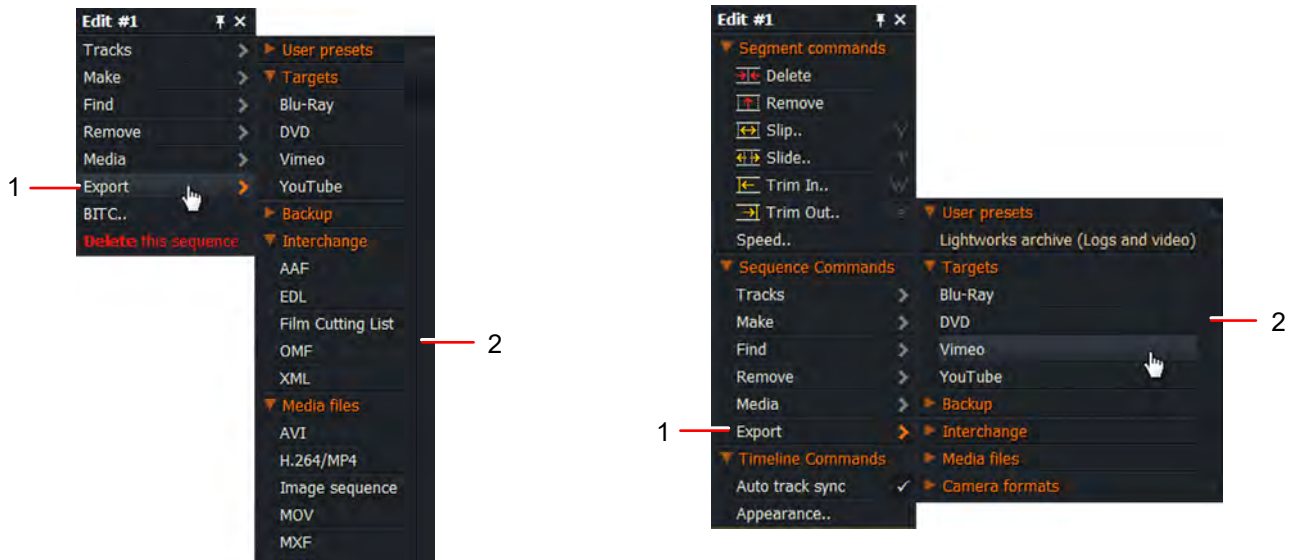 Edit #1
Tracks
Make
Find
Remove
Media
1
Export
BITC..
Delete this sequence
User presets
Targets
Blu-Ray
DVD
Vimeo
YouTube
Backup
Interchange
AAF
EDL
Film Cutting List
OMF
XML
Media files
AVI
H.264/MP4
Image sequence
MOV
MXF
2
Edit #1
Segment commands
Delete
Remove
Slip.. V
Slide..
Trim In.. W
Trim Out..
Speed..
Sequence Commands
Tracks
Make
Find
Remove
Media
1
Export
Timeline Commands
Auto track sync
Appearance..
User presets
Lightworks archive (Logs and video)
Targets
Blu-Ray
DVD
Vimeo
YouTube
Backup
Interchange
Media files
Camera formats
2